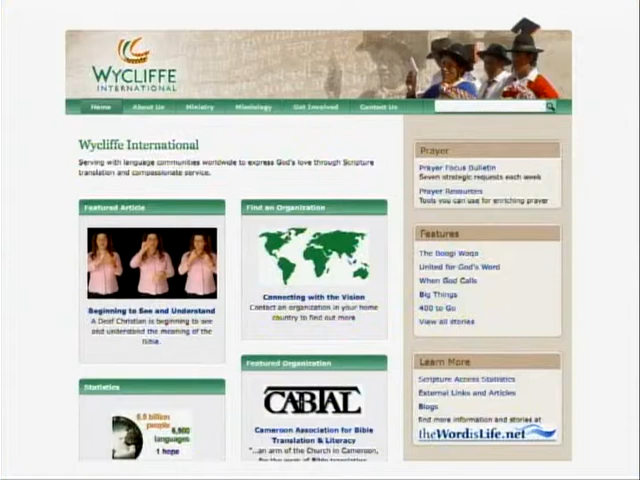 WYCLIFFE
INTERNATIONAL
Home About Us Ministry Missiology Get Involved Contact Us
Wycliffe International
Serving with language communities worldwide to express God's love through Scripture
translation and compassionate service.
Featured Article
Beginning to See and Understand
A Deaf Christian is beginning to see
and understand the meaning of the
Statistics
6.9 billion
people
6,900
languages
1 hope
Find an Organization
Connecting with the Vision
Contact an organization in your home
country to find out more
Featured Organization
CABTAL
Cameroon Association for Bible
Translation & Literacy
"...an arm of the Church in Cameroon,
Prayer
Prayer Focus Bulletin
Seven strategic requests each week
Prayer Resources
Tools you can use for enriching prayer
Features
The Boogi Woogi
United for God's Word
When God Calls
Big Things
400 to Go
View all stories
Learn More
Scripture Access Statistics
External Links and Articles
Blogs
find more information and stories at
theWordisLife.net